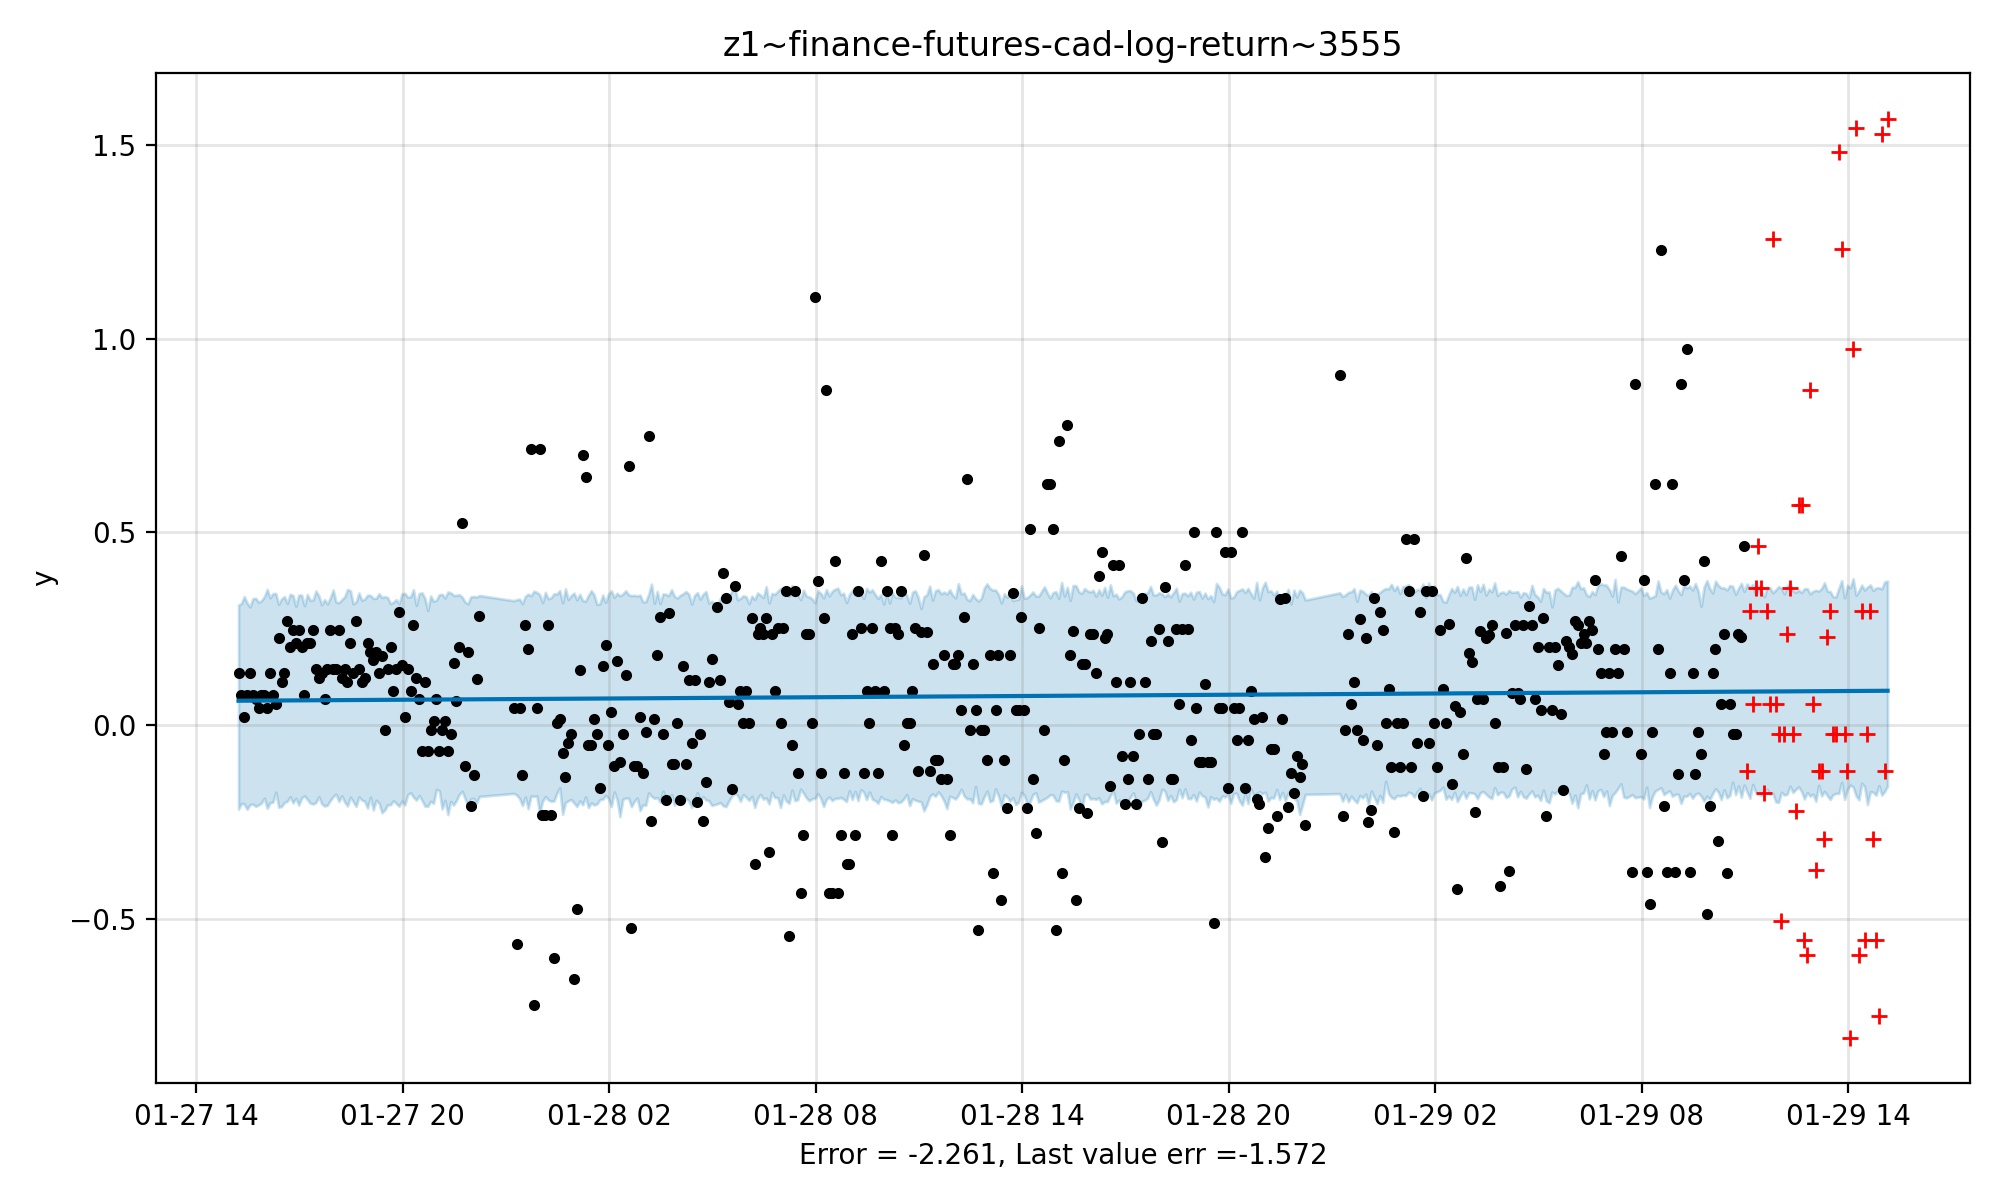 z1~finance-futures-cad-log-return~3555
y
1.5
1.0
0.5
0.0
−0.5
01-27 14 01-27 20 01-28 02 01-28 08 01-28 14 01-28 20 01-29 02 01-29 08 01-29 14
Error = -2.261, Last value err =-1.572